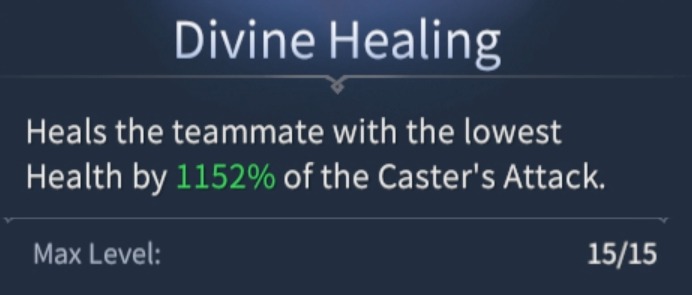 Divine Healing
Heals the teammate with the lowest
Health by 1152% of the Caster's Attack.
Max Level: 15/15